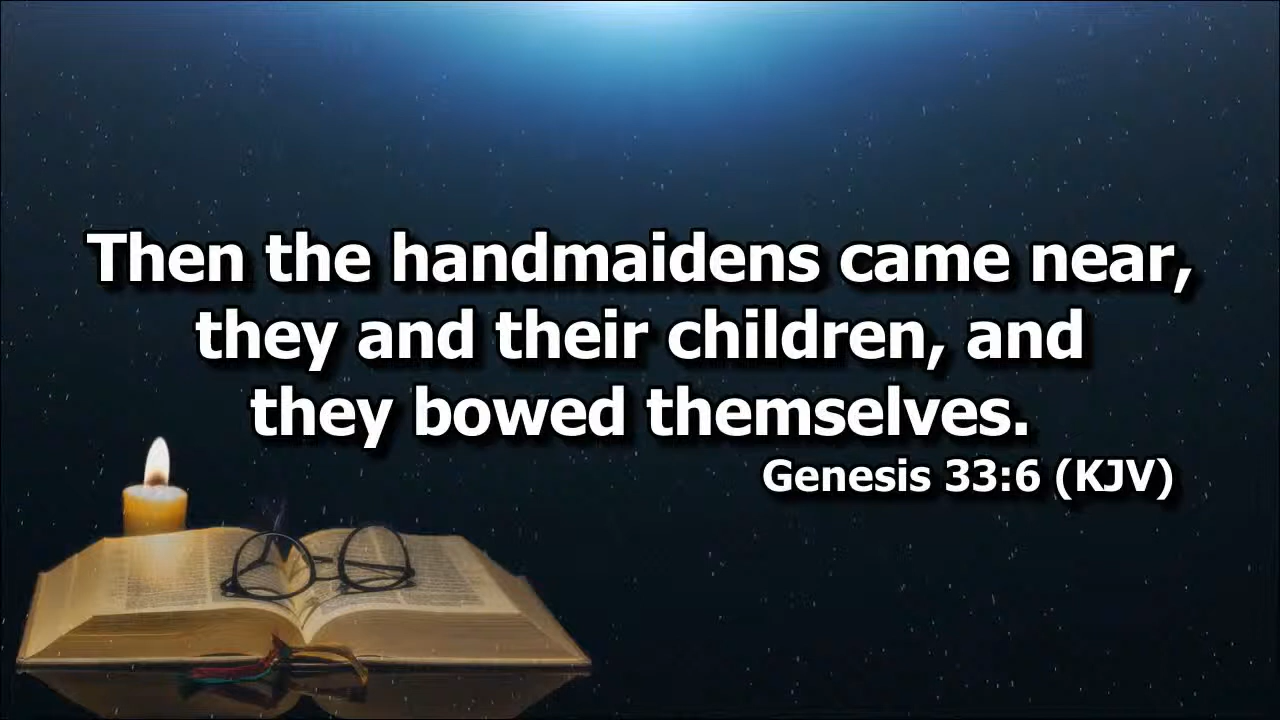 Then the handmaidens came near,
they and their children, and
they bowed themselves.
Genesis 33:6 (KJV)